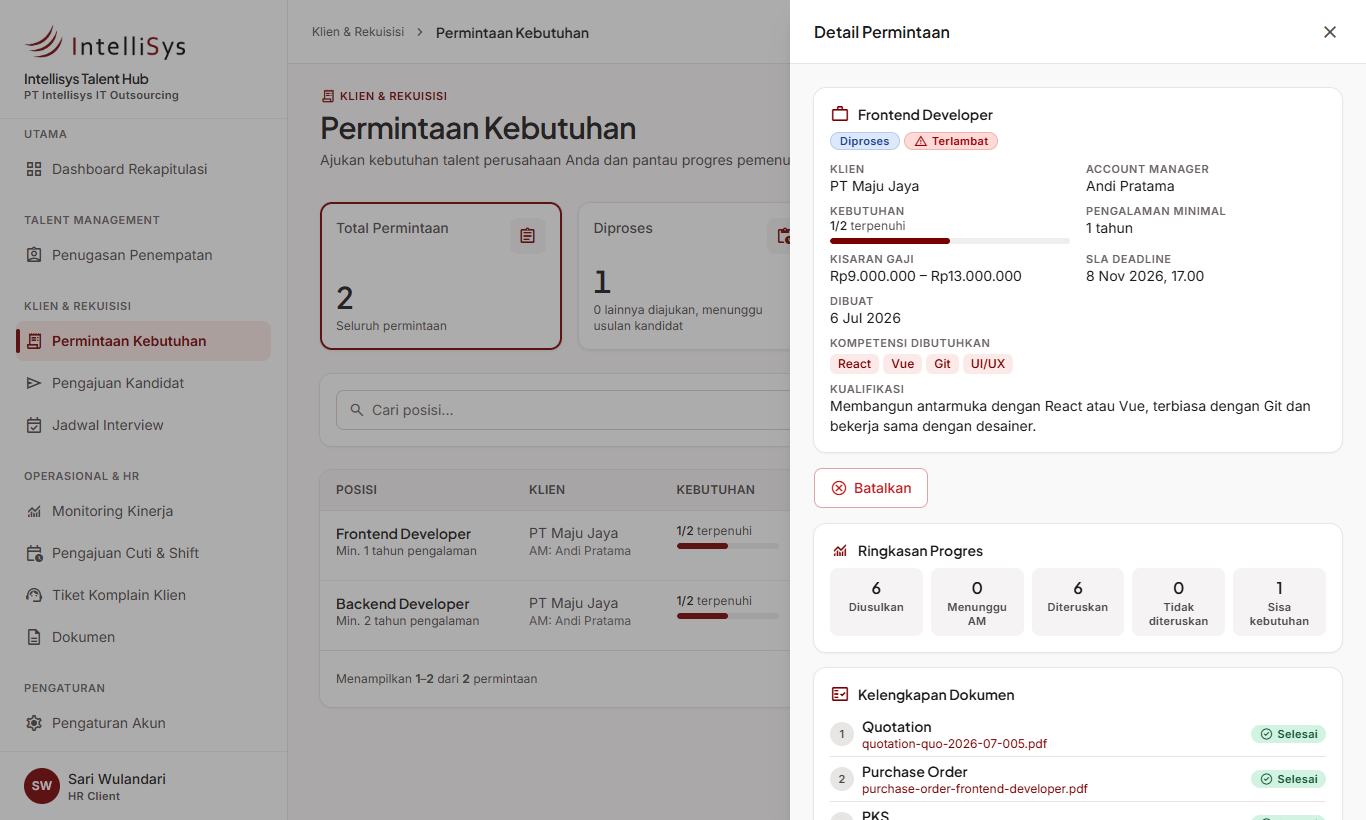 IntelliSys
Intellisys Talent Hub
PT Intellisys IT Outsourcing
UTAMA
Dashboard Rekapitulasi
TALENT MANAGEMENT
Penugasan Penempatan
KLIEN & REKUISISI
Permintaan Kebutuhan
Pengajuan Kandidat
Jadwal Interview
OPERASIONAL & HR
Monitoring Kinerja
Pengajuan Cuti & Shift
Tiket Komplain Klien
Dokumen
PENGATURAN
Pengaturan Akun
SW
Sari Wulandari
HR Client
Klien & Rekuisisi > Permintaan Kebutuhan
KLIEN & REKUISISI
Permintaan Kebutuhan
Ajukan kebutuhan talent perusahaan Anda dan pantau progres pemenu
Total Permintaan
2
Seluruh permintaan
Diproses
1
0 lainnya diajukan, menunggu
usulan kandidat
Cari posisi...
POSISI KLIEN KEBUTUHAN
Frontend Developer PT Maju Jaya 1/2 terpenuhi
Min. 1 tahun pengalaman AM: Andi Pratama
Backend Developer PT Maju Jaya 1/2 terpenuhi
Min. 2 tahun pengalaman AM: Andi Pratama
Menampilkan 1–2 dari 2 permintaan
Detail Permintaan
Frontend Developer
Diproses Terlambat
KLIEN
PT Maju Jaya
ACCOUNT MANAGER
Andi Pratama
KEBUTUHAN
1/2 terpenuhi
PENGALAMAN MINIMAL
1 tahun
KISARAN GAJI
Rp9.000.000 – Rp13.000.000
SLA DEADLINE
8 Nov 2026, 17.00
DIBUAT
6 Jul 2026
KOMPETENSI DIBUTUHKAN
React Vue Git UI/UX
KUALIFIKASI
Membangun antarmuka dengan React atau Vue, terbiasa dengan Git dan
bekerja sama dengan desainer.
Batalkan
Ringkasan Progres
6
Diusulkan
0
Menunggu
AM
6
Diteruskan
0
Tidak
diteruskan
1
Sisa
kebutuhan
Kelengkapan Dokumen
1 Quotation Selesai
quotation-quo-2026-07-005.pdf
2 Purchase Order Selesai
purchase-order-frontend-developer.pdf
PKS